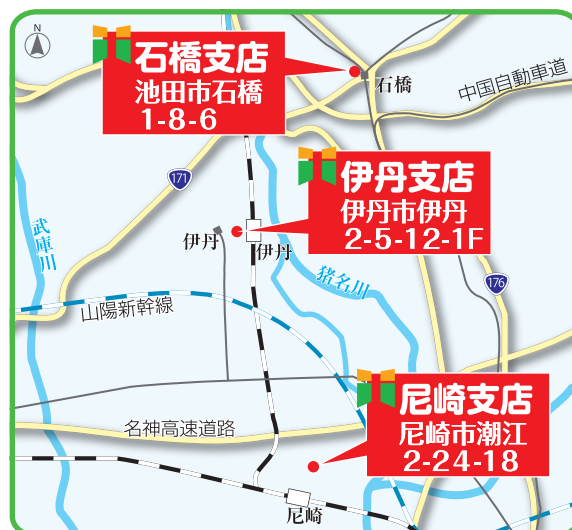 N
石橋支店
池田市石橋
1-8-6
石橋
中国自動車道
171
伊丹支店
伊丹市伊丹
2-5-12-1F
武庫川
伊丹
伊丹
猪名川
176
山陽新幹線
尼崎支店
尼崎市潮江
2-24-18
名神高速道路
尼崎